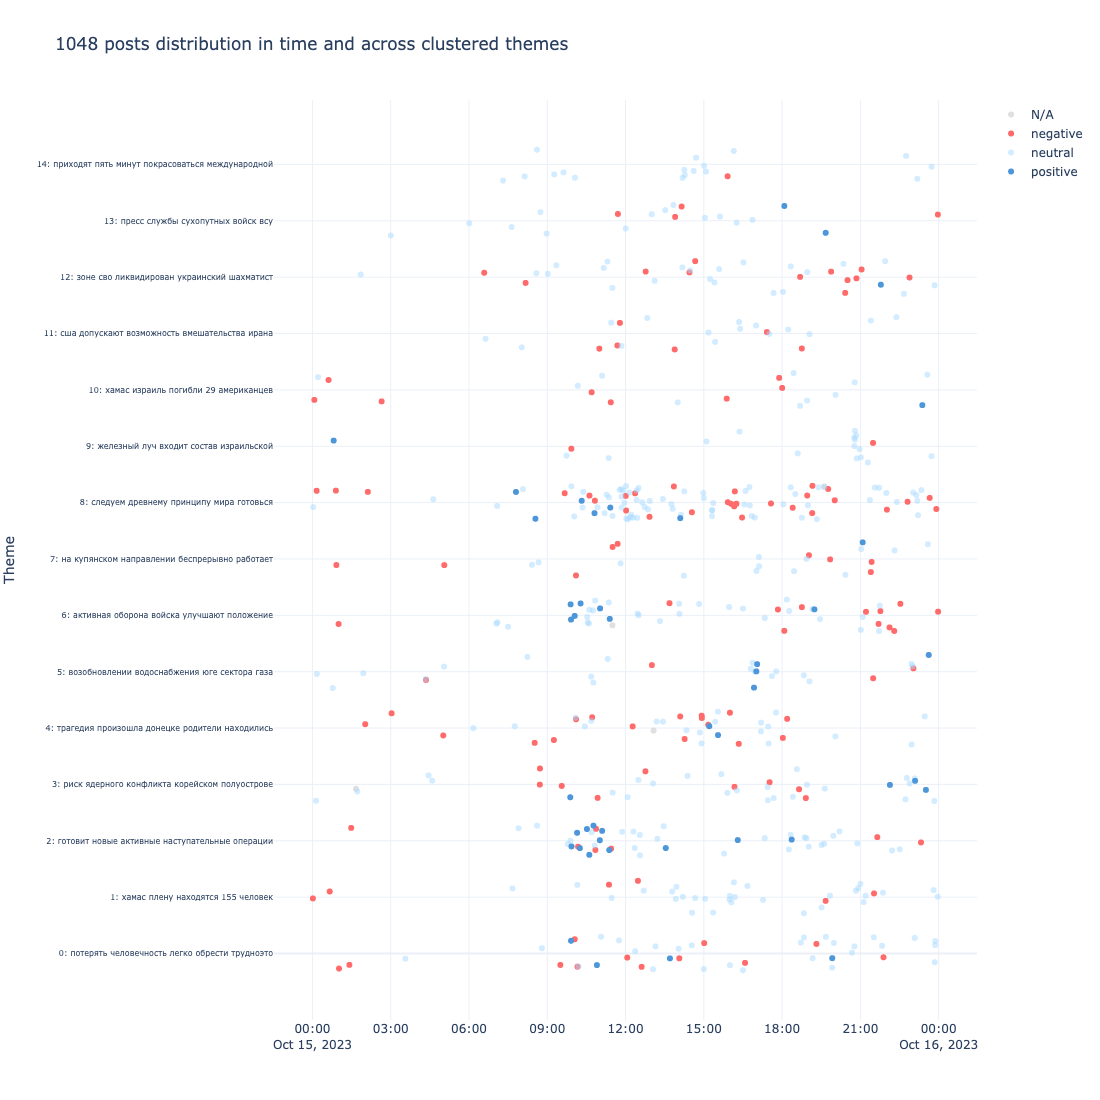 1048 posts distribution in time and across clustered themes
N/A
negative
neutral
positive
Theme
14: приходят пять минут покрасоваться международной
13: пресс службы сухопутных войск всу
12: зоне сво ликвидирован украинский шахматист
11: сша допускают возможность вмешательства ирана
10: хамас израиль погибли 29 американцев
9: железный луч входит состав израильской
8: следуем древнему принципу мира готовься
7: на купянском направлении беспрерывно работает
6: активная оборона войска улучшают положение
5: возобновлении водоснабжения юге сектора газа
4: трагедия произошла донецке родители находились
3: риск ядерного конфликта корейском полуострове
2: готовит новые активные наступательные операции
1: хамас плену находятся 155 человек
0: потерять человечность легко обрести трудноэто
00:00 03:00 06:00 09:00 12:00 15:00 18:00 21:00 00:00
Oct 15, 2023 Oct 16, 2023